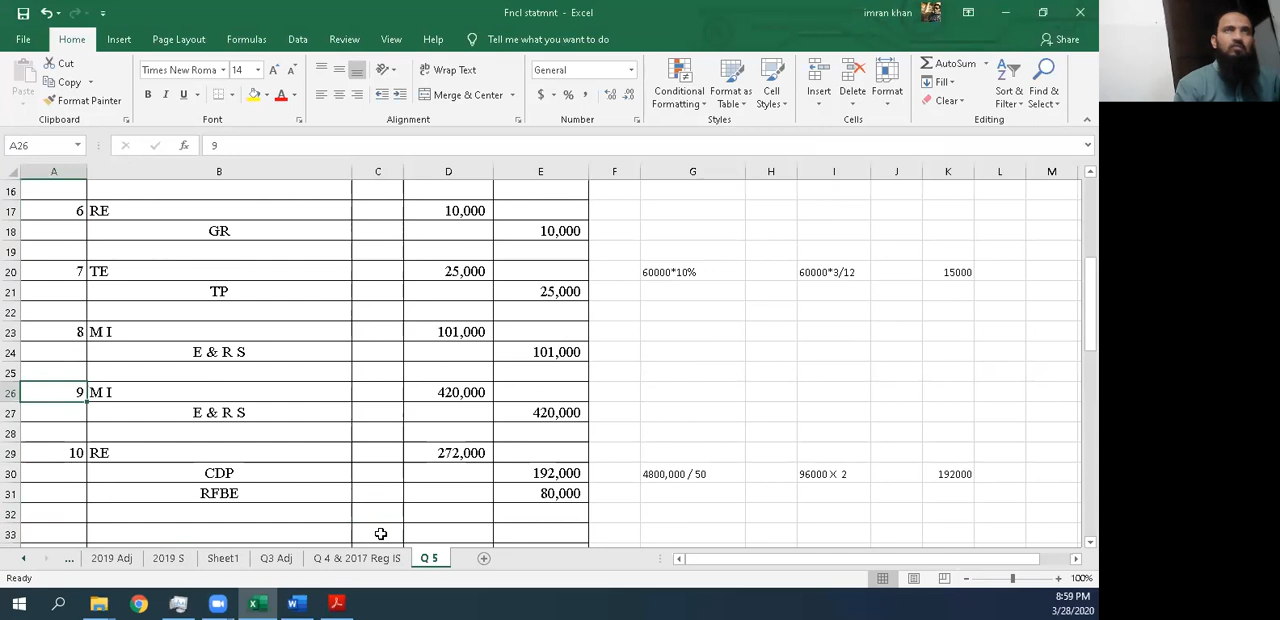 Fncl statmnt - Excel
imran khan
File Home Insert Page Layout Formulas Data Review View Help Tell me what you want to do Share
Cut
Copy
Format Painter
Paste
Clipboard
Times New Roma 14 A A
B I U A
Font
Wrap Text
Merge & Center
Alignment
General
$ % ,
Number
Conditional Formatting
Format as Table
Cell Styles
Styles
Insert Delete Format
Cells
AutoSum
Fill
Clear
Sort & Filter
Find & Select
Editing
A26 fx 9
A B C D E F G H I J K L M
16
17 6 RE 10,000
18 GR 10,000
19
20 7 TE 25,000 60000*10% 60000*3/12 15000
21 TP 25,000
22
23 8 M I 101,000
24 E & R S 101,000
25
26 9 M I 420,000
27 E & R S 420,000
28
29 10 RE 272,000
30 CDP 192,000 4800,000 / 50 96000 × 2 192000
31 RFBE 80,000
32
33
... 2019 Adj 2019 S Sheet1 Q3 Adj Q 4 & 2017 Reg IS Q 5
Ready 100%
8:59 PM
3/28/2020